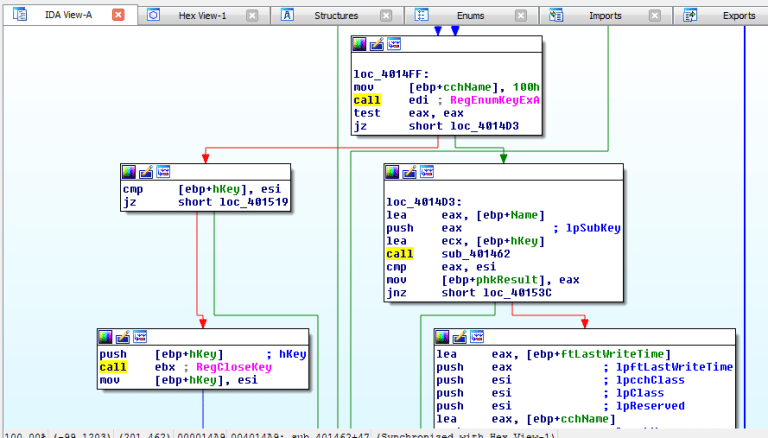 IDA View-A Hex View-1 Structures Enums Imports Exports
loc_4014FF:
mov [ebp+cchName], 100h
call edi ; RegEnumKeyExA
test eax, eax
jz short loc_4014D3
cmp [ebp+hKey], esi
jz short loc_401519
loc_4014D3:
lea eax, [ebp+Name]
push eax ; lpSubKey
lea ecx, [ebp+hKey]
call sub_401462
cmp eax, esi
mov [ebp+phkResult], eax
jnz short loc_40153C
push [ebp+hKey] ; hKey
call ebx ; RegCloseKey
mov [ebp+hKey], esi
lea eax, [ebp+ftLastWriteTime]
push eax ; lpftLastWriteTime
push esi ; lpcchClass
push esi ; lpClass
push esi ; lpReserved
lea eax, [ebp+cchName]
100.00% (-99,1203) (201,462) 000014A9 004014A9: sub_401462+47 (Synchronized with Hex View-1)